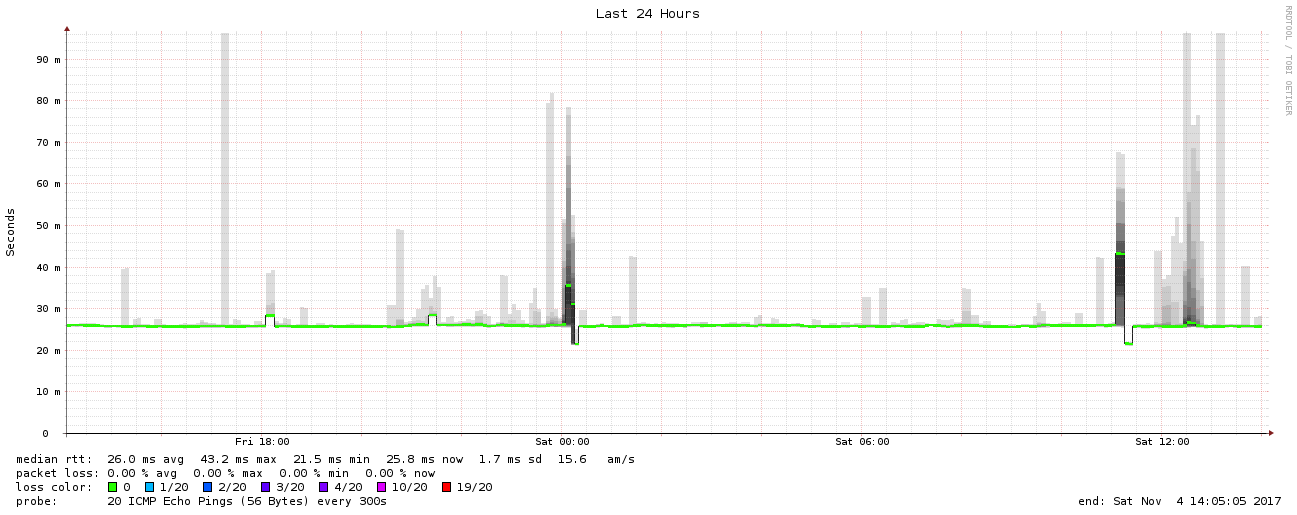 Last 24 Hours
RRDTOOL / TOBI OETIKER
Seconds
90 m
80 m
70 m
60 m
50 m
40 m
30 m
20 m
10 m
0
Fri 18:00 Sat 00:00 Sat 06:00 Sat 12:00
median rtt: 26.0 ms avg 43.2 ms max 21.5 ms min 25.8 ms now 1.7 ms sd 15.6 am/s
packet loss: 0.00 % avg 0.00 % max 0.00 % min 0.00 % now
loss color: 0 1/20 2/20 3/20 4/20 10/20 19/20
probe: 20 ICMP Echo Pings (56 Bytes) every 300s end: Sat Nov 4 14:05:05 2017